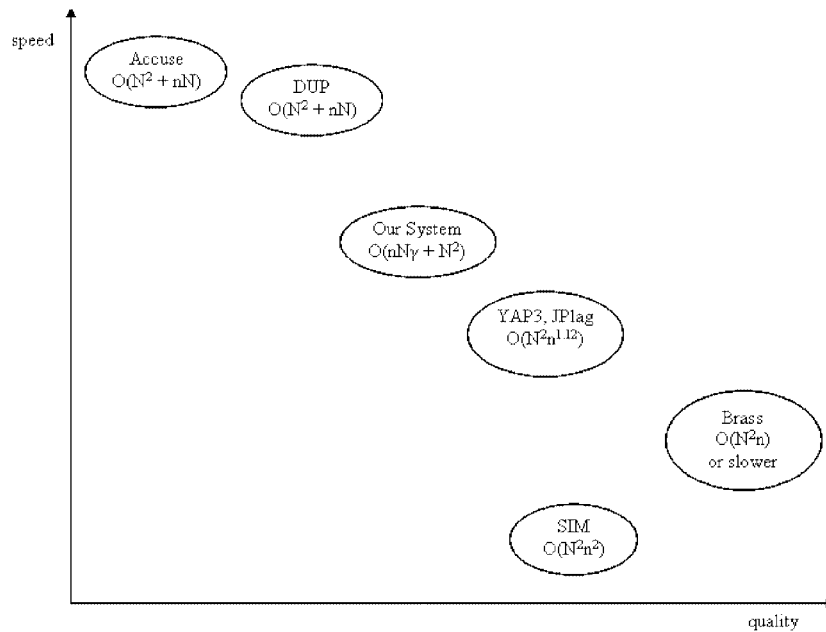 speed
Accuse
O(N² + nN)
DUP
O(N² + nN)
Our System
O(nNγ + N²)
YAP3, JPlag
O(N²n¹·¹²)
Brass
O(N²n)
or slower
SIM
O(N²n²)
quality